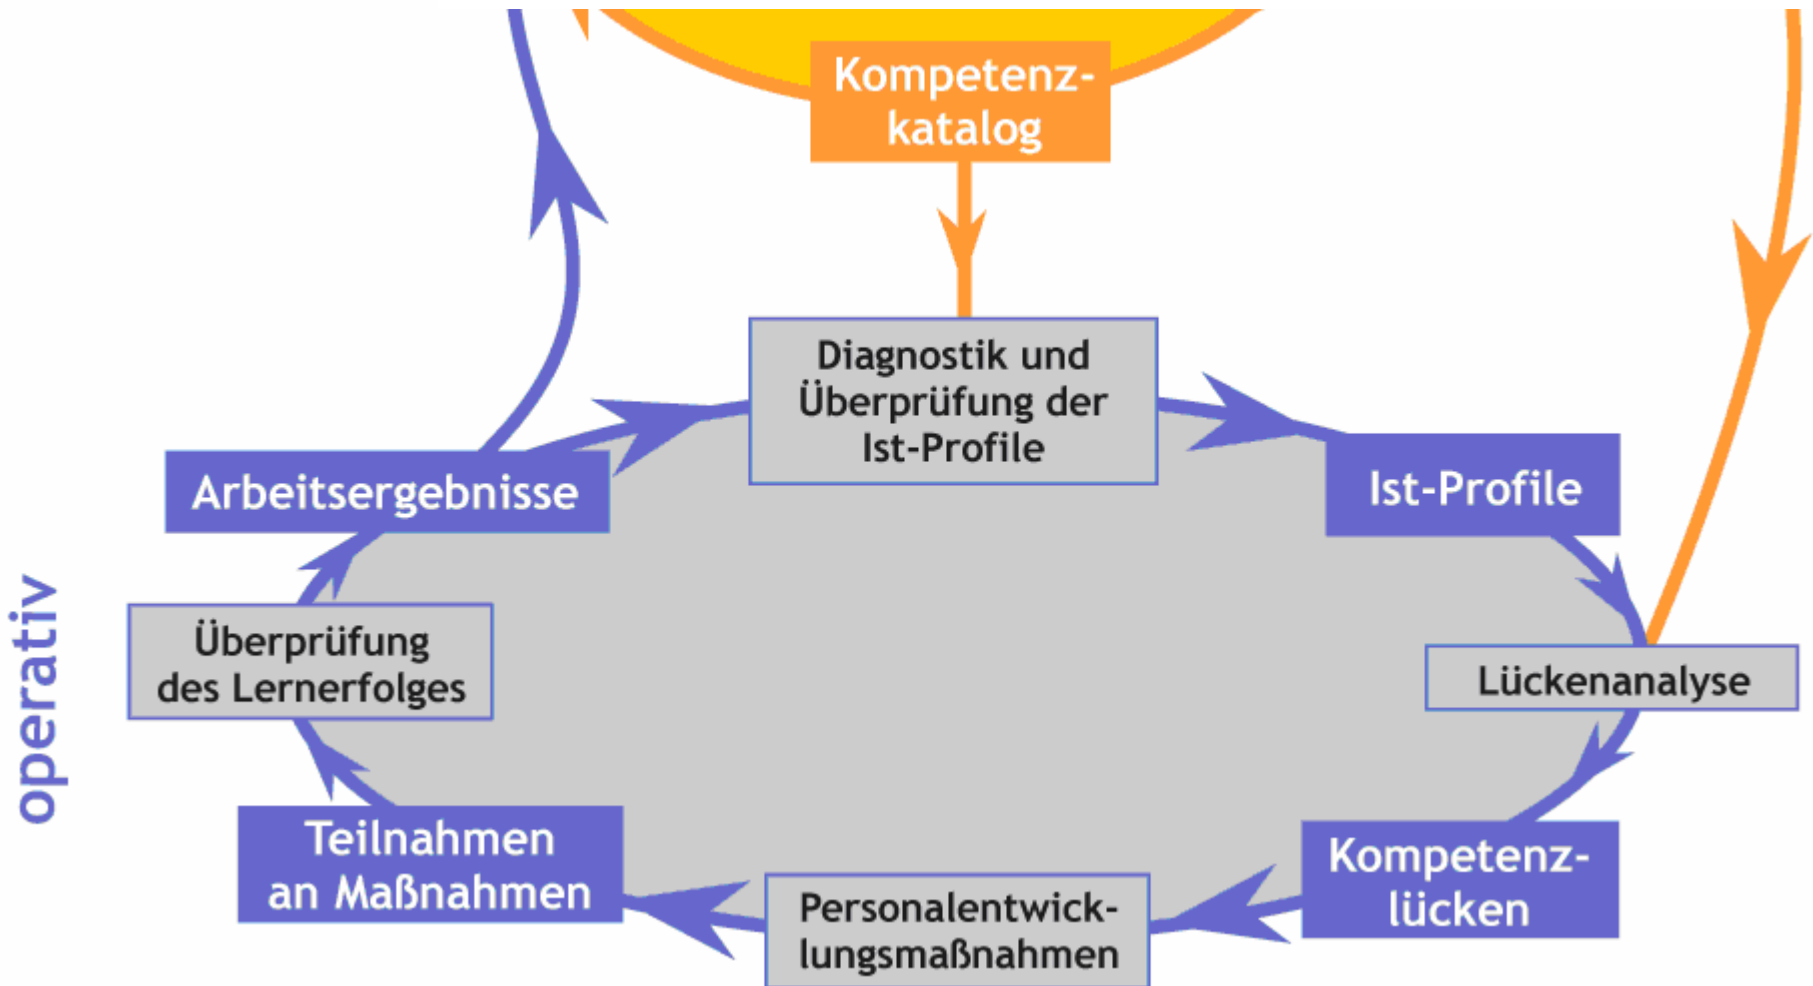 Kompetenz-
katalog
Diagnostik und
Überprüfung der
Ist-Profile
Arbeitsergebnisse
Ist-Profile
operativ
Überprüfung
des Lernerfolges
Lückenanalyse
Teilnahmen
an Maßnahmen
Kompetenz-
lücken
Personalentwick-
lungsmaßnahmen